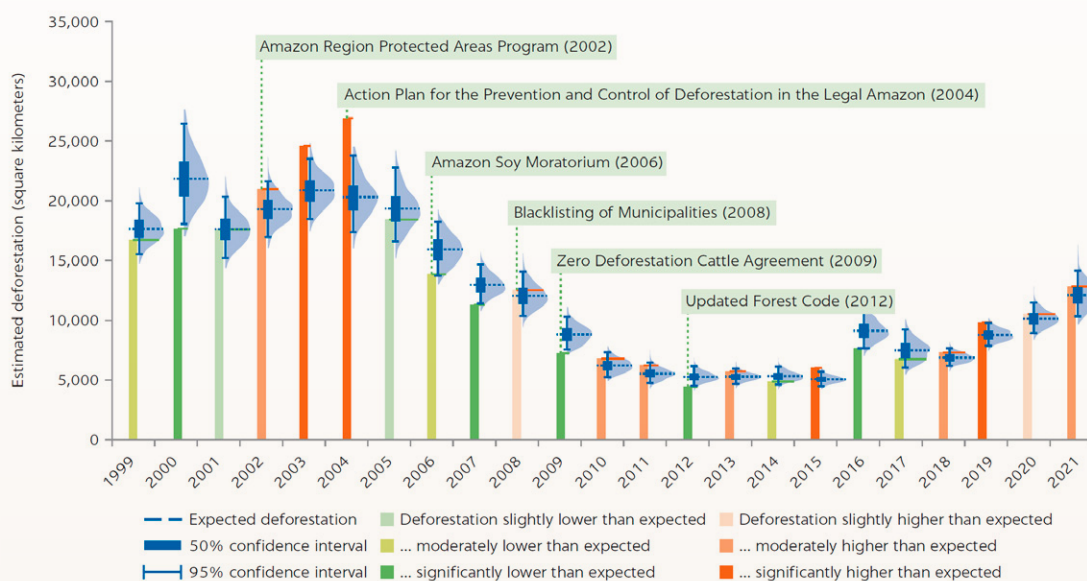 35,000
Amazon Region Protected Areas Program (2002)
30,000
Action Plan for the Prevention and Control of Deforestation in the Legal Amazon (2004)
25,000
Amazon Soy Moratorium (2006)
20,000
Blacklisting of Municipalities (2008)
15,000
Zero Deforestation Cattle Agreement (2009)
Updated Forest Code (2012)
10,000
5,000
0
Estimated deforestation (square kilometers)
1999 2000 2001 2002 2003 2004 2005 2006 2007 2008 2009 2010 2011 2012 2013 2014 2015 2016 2017 2018 2019 2020 2021
Expected deforestation
50% confidence interval
95% confidence interval
Deforestation slightly lower than expected
... moderately lower than expected
... significantly lower than expected
Deforestation slightly higher than expected
... moderately higher than expected
... significantly higher than expected